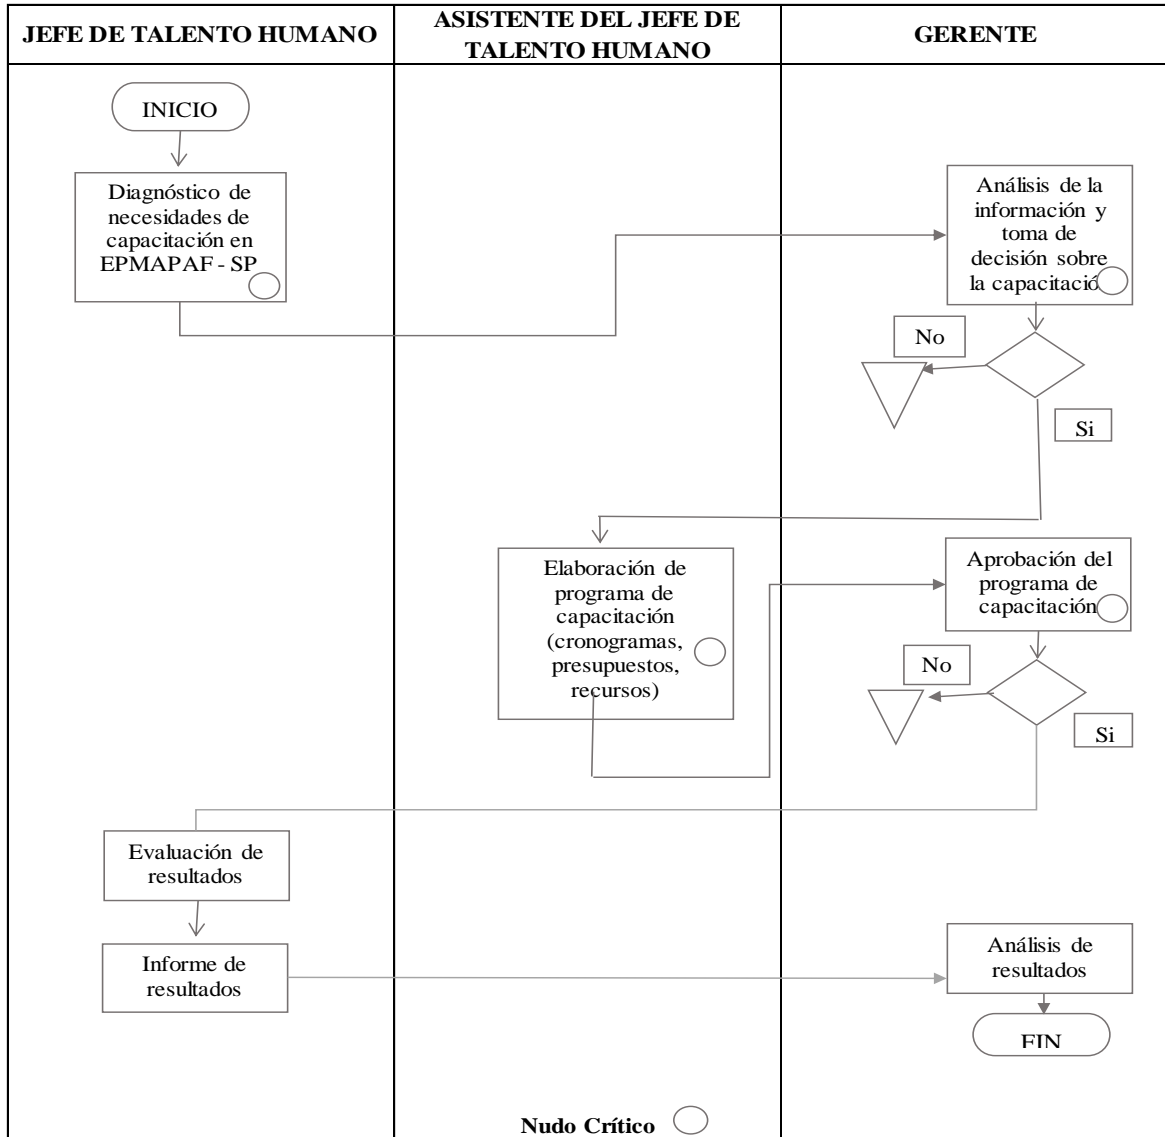 JEFE DE TALENTO HUMANO
ASISTENTE DEL JEFE DE
TALENTO HUMANO
GERENTE
INICIO
Diagnóstico de
necesidades de
capacitación en
EPMAPAF - SP
Análisis de la
información y
toma de
decisión sobre
la capacitació
No
Si
Elaboración de
programa de
capacitación
(cronogramas,
presupuestos,
recursos)
Aprobación del
programa de
capacitación
No
Si
Evaluación de
resultados
Informe de
resultados
Análisis de
resultados
FIN
Nudo Crítico